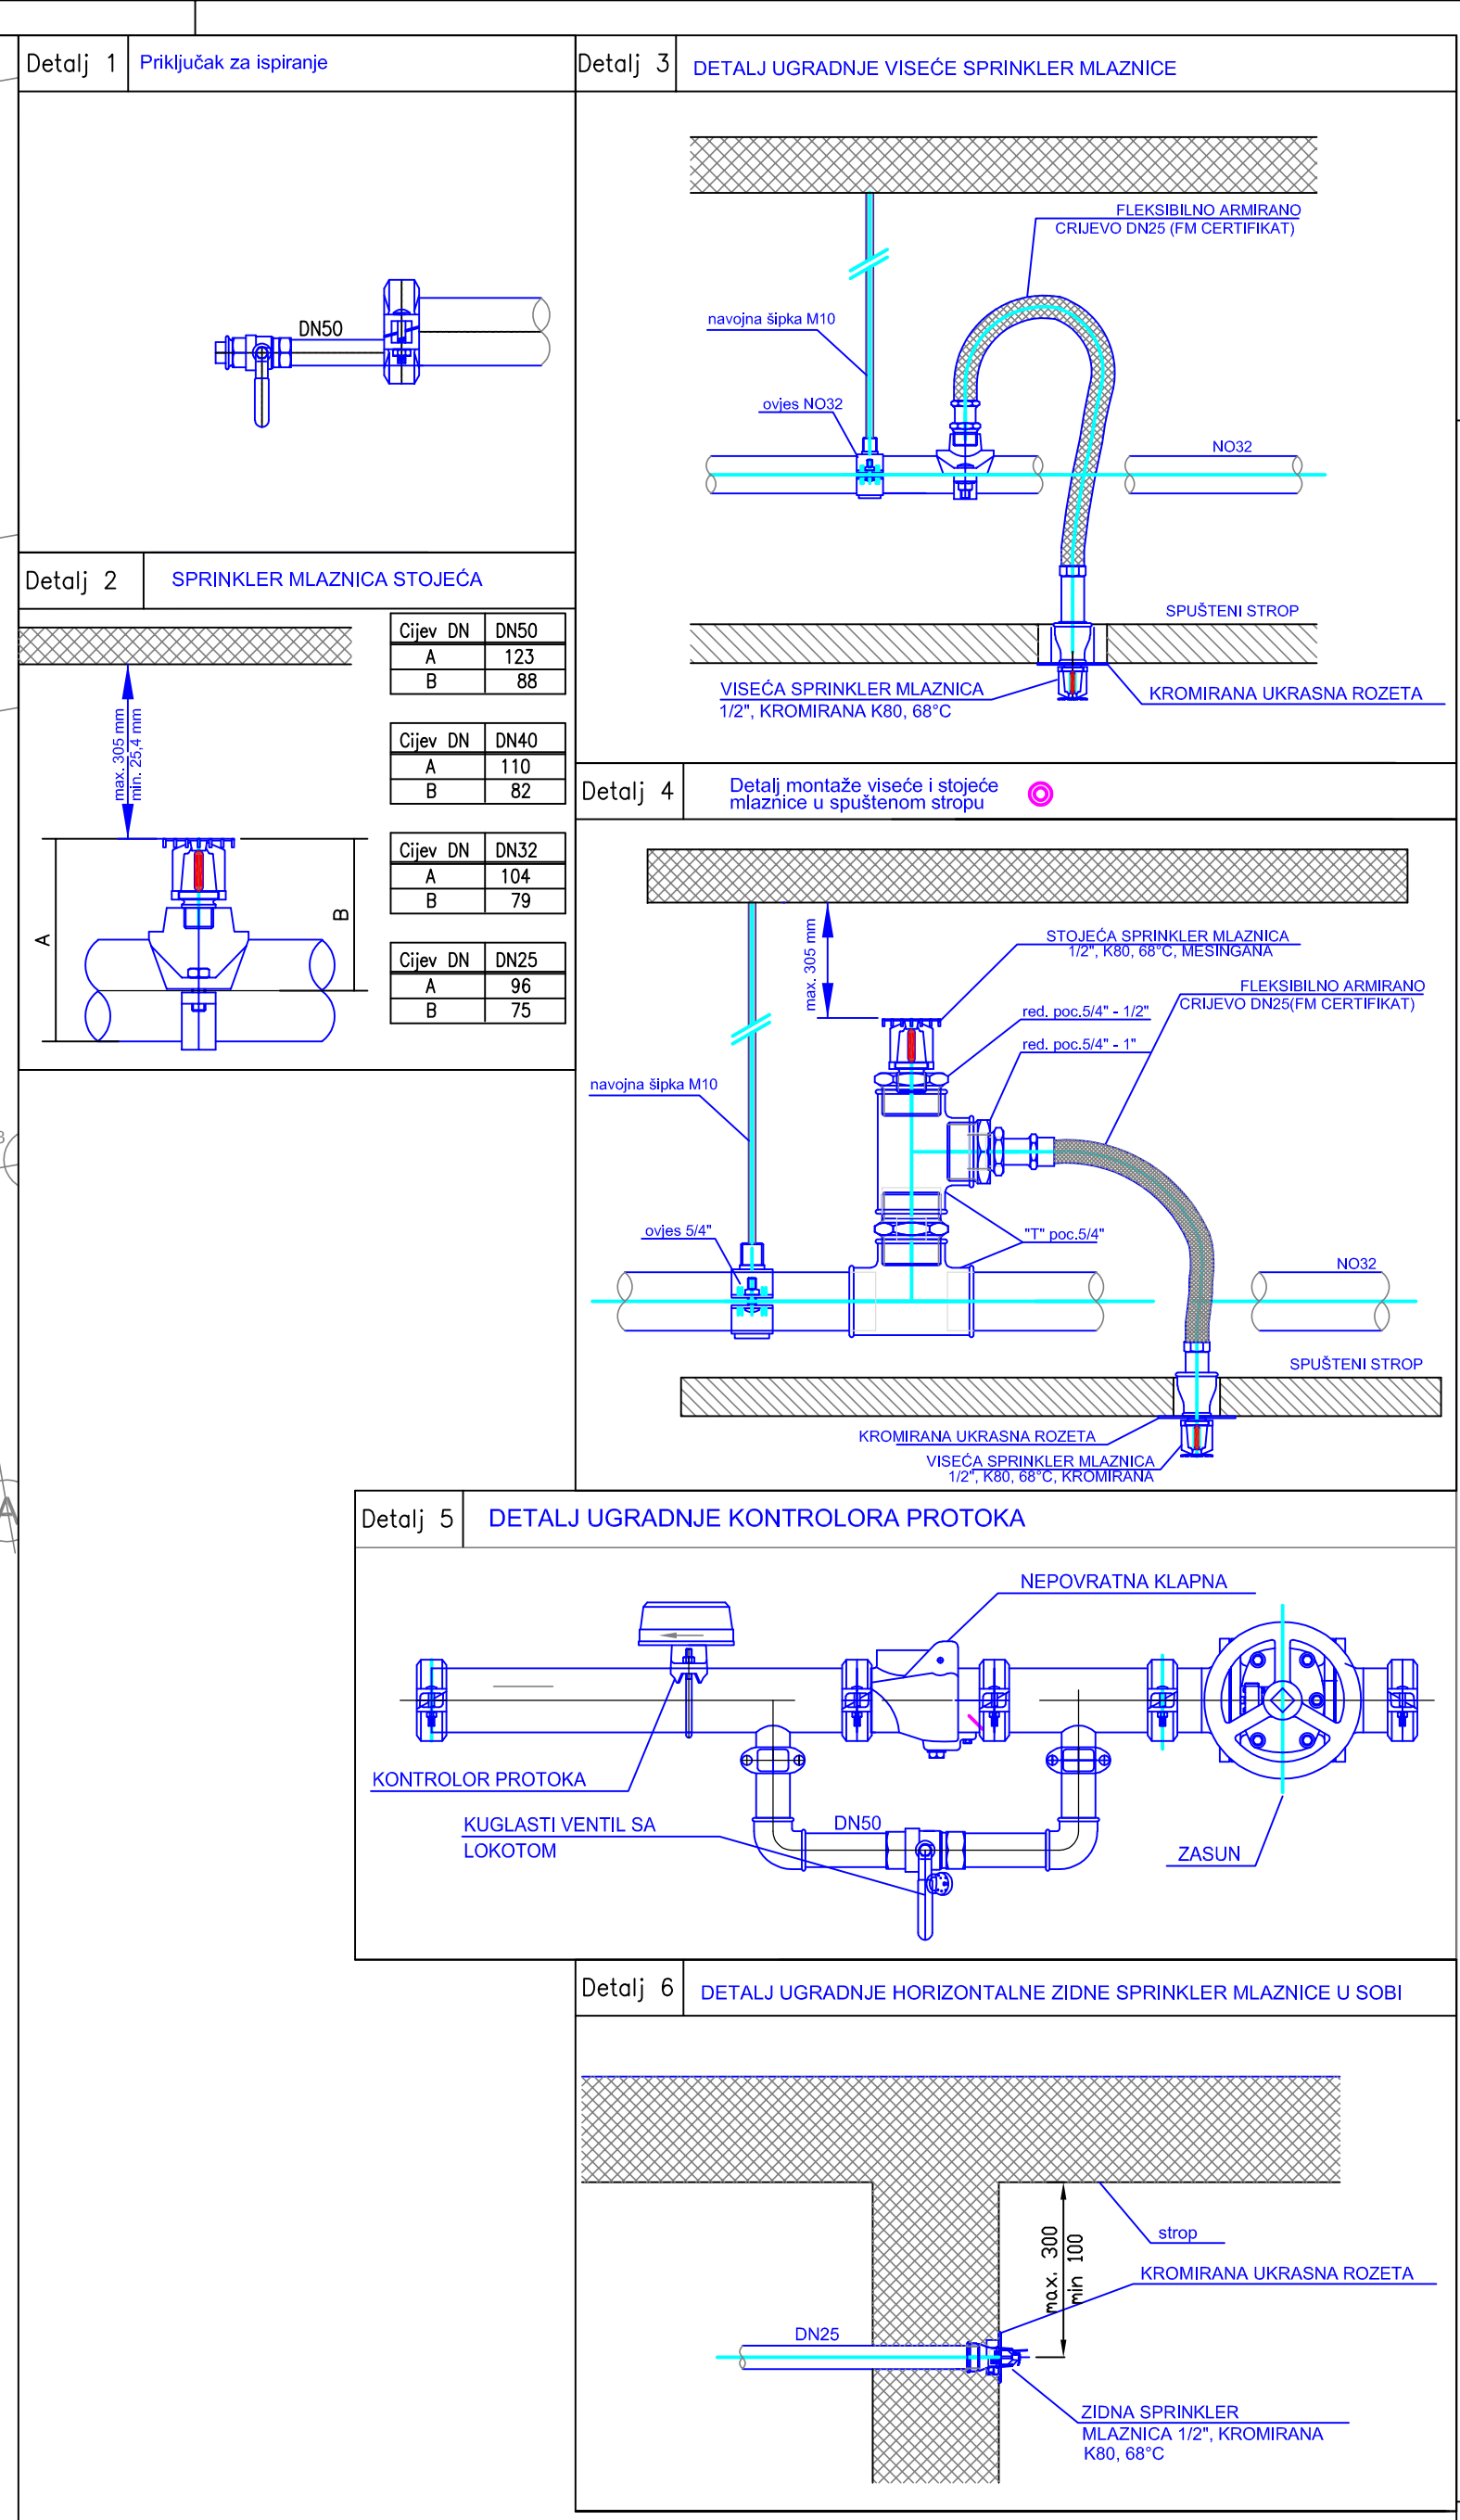 Detalj 1
Priključak za ispiranje
DN50
Detalj 2
SPRINKLER MLAZNICA STOJEĆA
max. 305 mm
min. 25,4 mm
A
B
Cijev DN DN50
A 123
B 88
Cijev DN DN40
A 110
B 82
Cijev DN DN32
A 104
B 79
Cijev DN DN25
A 96
B 75
Detalj 3
DETALJ UGRADNJE VISEĆE SPRINKLER MLAZNICE
FLEKSIBILNO ARMIRANO
CRIJEVO DN25 (FM CERTIFIKAT)
navojna šipka M10
ovjes NO32
NO32
SPUŠTENI STROP
VISEĆA SPRINKLER MLAZNICA
1/2", KROMIRANA K80, 68°C
KROMIRANA UKRASNA ROZETA
Detalj 4
Detalj montaže viseće i stojeće
mlaznice u spuštenom stropu
max. 305 mm
STOJEĆA SPRINKLER MLAZNICA
1/2", K80, 68°C, MESINGANA
FLEKSIBILNO ARMIRANO
CRIJEVO DN25(FM CERTIFIKAT)
red. poc.5/4" - 1/2"
red. poc.5/4" - 1"
navojna šipka M10
ovjes 5/4"
"T" poc.5/4"
NO32
SPUŠTENI STROP
KROMIRANA UKRASNA ROZETA
VISEĆA SPRINKLER MLAZNICA
1/2", K80, 68°C, KROMIRANA
Detalj 5
DETALJ UGRADNJE KONTROLORA PROTOKA
NEPOVRATNA KLAPNA
KONTROLOR PROTOKA
KUGLASTI VENTIL SA
LOKOTOM
DN50
ZASUN
Detalj 6
DETALJ UGRADNJE HORIZONTALNE ZIDNE SPRINKLER MLAZNICE U SOBI
max. 300
min 100
strop
KROMIRANA UKRASNA ROZETA
DN25
ZIDNA SPRINKLER
MLAZNICA 1/2", KROMIRANA
K80, 68°C